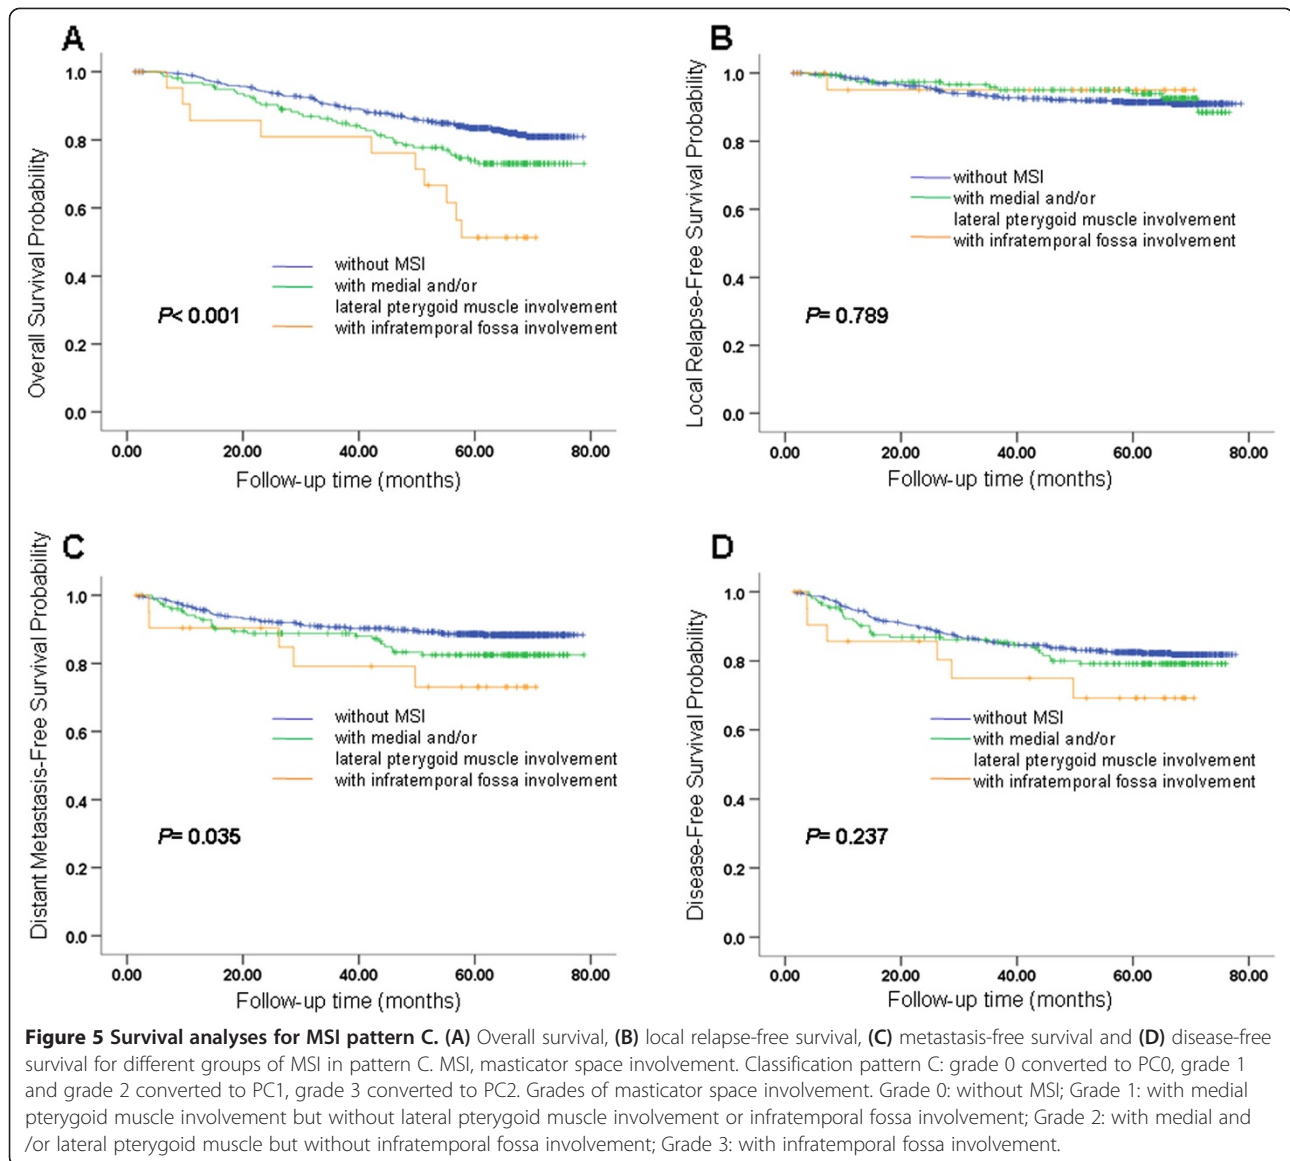 A
Overall Survival Probability
1.0
0.8
0.6
0.4
0.2
0.0
without MSI
with medial and/or
lateral pterygoid muscle involvement
with infratemporal fossa involvement
P< 0.001
0.00 20.00 40.00 60.00 80.00
Follow-up time (months)
B
Local Relapse-Free Survival Probability
1.0
0.8
0.6
0.4
0.2
0.0
without MSI
with medial and/or
lateral pterygoid muscle involvement
with infratemporal fossa involvement
P= 0.789
0.00 20.00 40.00 60.00 80.00
Follow-up time (months)
C
Distant Metastasis-Free Survival Probability
1.0
0.8
0.6
0.4
0.2
0.0
without MSI
with medial and/or
lateral pterygoid muscle involvement
with infratemporal fossa involvement
P= 0.035
0.00 20.00 40.00 60.00 80.00
Follow-up time (months)
D
Disease-Free Survival Probability
1.0
0.8
0.6
0.4
0.2
0.0
without MSI
with medial and/or
lateral pterygoid muscle involvement
with infratemporal fossa involvement
P= 0.237
0.00 20.00 40.00 60.00 80.00
Follow-up time (months)
Figure 5 Survival analyses for MSI pattern C. (A) Overall survival, (B) local relapse-free survival, (C) metastasis-free survival and (D) disease-free
survival for different groups of MSI in pattern C. MSI, masticator space involvement. Classification pattern C: grade 0 converted to PC0, grade 1
and grade 2 converted to PC1, grade 3 converted to PC2. Grades of masticator space involvement. Grade 0: without MSI; Grade 1: with medial
pterygoid muscle involvement but without lateral pterygoid muscle involvement or infratemporal fossa involvement; Grade 2: with medial and
/or lateral pterygoid muscle but without infratemporal fossa involvement; Grade 3: with infratemporal fossa involvement.